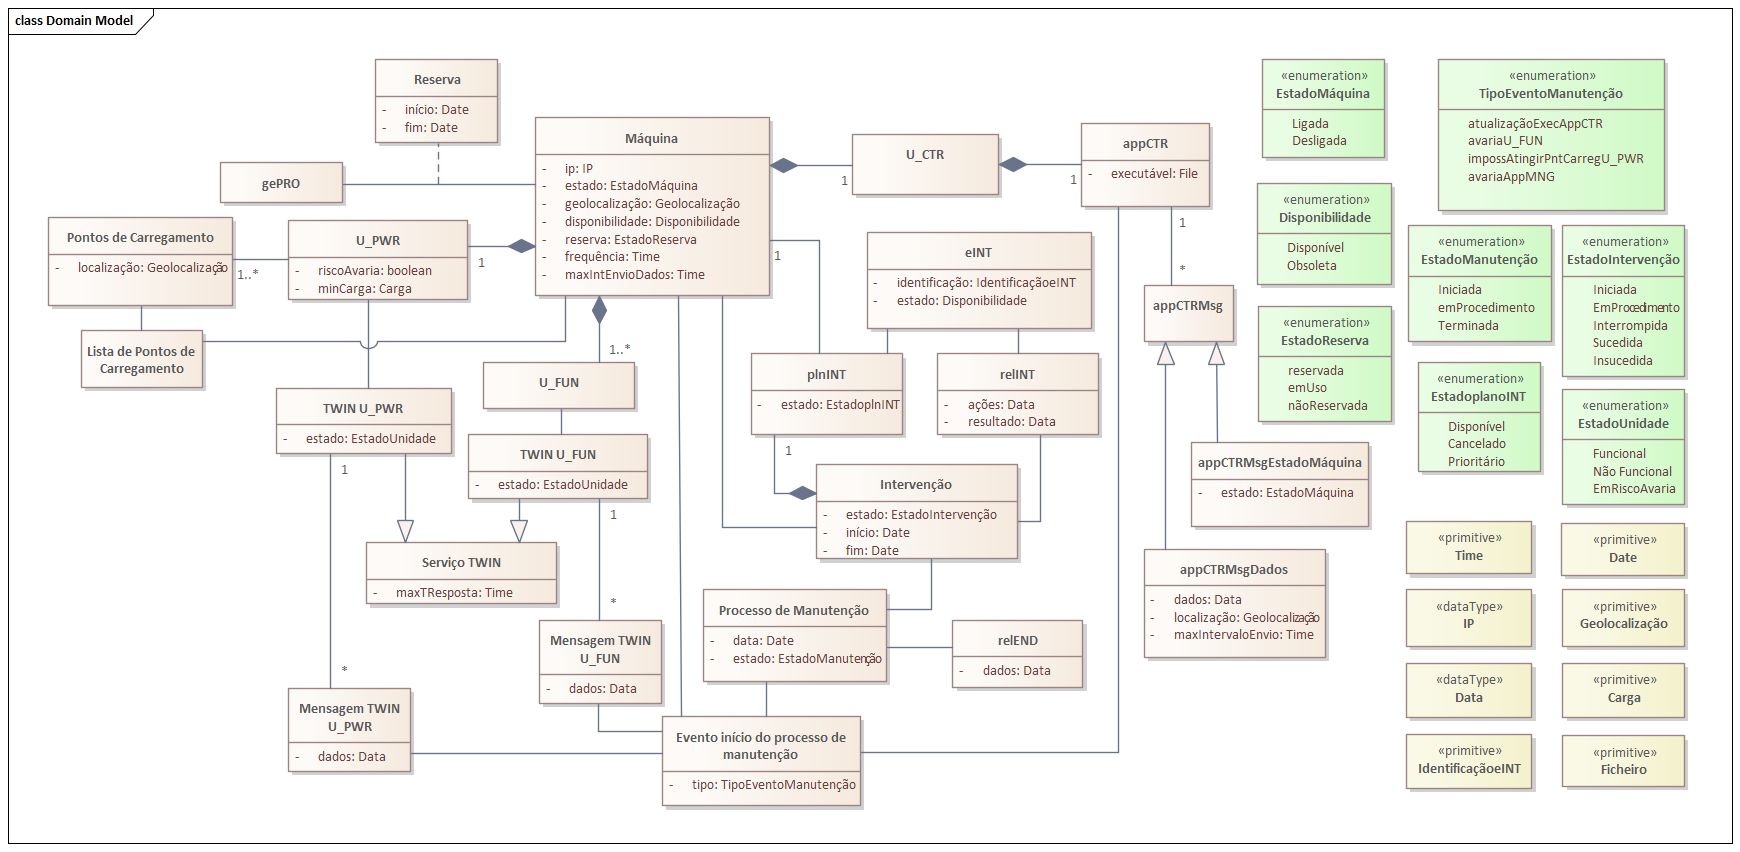 class Domain Model
Reserva
- início: Date
- fim: Date
gePRO
Máquina
- ip: IP
- estado: EstadoMáquina
- geolocalização: Geolocalização
- disponibilidade: Disponibilidade
- reserva: EstadoReserva
- frequência: Time
- maxIntEnvioDados: Time
U_CTR
1
appCTR
- executável: File
1
1
*
Pontos de Carregamento
- localização: Geolocalização
1..*
U_PWR
- riscoAvaria: boolean
- minCarga: Carga
1
1
Lista de Pontos de
Carregamento
1..*
U_FUN
eINT
- identificação: IdentificaçãoeINT
- estado: Disponibilidade
appCTRMsg
plnINT
- estado: EstadoplnINT
1
relINT
- ações: Data
- resultado: Data
TWIN U_PWR
- estado: EstadoUnidade
1
TWIN U_FUN
- estado: EstadoUnidade
1
Serviço TWIN
- maxTResposta: Time
Intervenção
- estado: EstadoIntervenção
- início: Date
- fim: Date
appCTRMsgEstadoMáquina
- estado: EstadoMáquina
appCTRMsgDados
- dados: Data
- localização: Geolocalização
- maxIntervaloEnvio: Time
Processo de Manutenção
- data: Date
- estado: EstadoManutenção
relEND
- dados: Data
*
Mensagem TWIN
U_FUN
- dados: Data
*
Mensagem TWIN
U_PWR
- dados: Data
Evento início do processo de
manutenção
- tipo: TipoEventoManutenção
«enumeration»
EstadoMáquina
Ligada
Desligada
«enumeration»
TipoEventoManutenção
atualizaçãoExecAppCTR
avariaU_FUN
impossAtingirPntCarregU_PWR
avariaAppMNG
«enumeration»
Disponibilidade
Disponível
Obsoleta
«enumeration»
EstadoManutenção
Iniciada
emProcedimento
Terminada
«enumeration»
EstadoIntervenção
Iniciada
EmProcedimento
Interrompida
Sucedida
Insucedida
«enumeration»
EstadoReserva
reservada
emUso
nãoReservada
«enumeration»
EstadoplanoINT
Disponível
Cancelado
Prioritário
«enumeration»
EstadoUnidade
Funcional
Não Funcional
EmRiscoAvaria
«primitive»
Time
«primitive»
Date
«dataType»
IP
«primitive»
Geolocalização
«dataType»
Data
«primitive»
Carga
«primitive»
IdentificaçãoeINT
«primitive»
Ficheiro